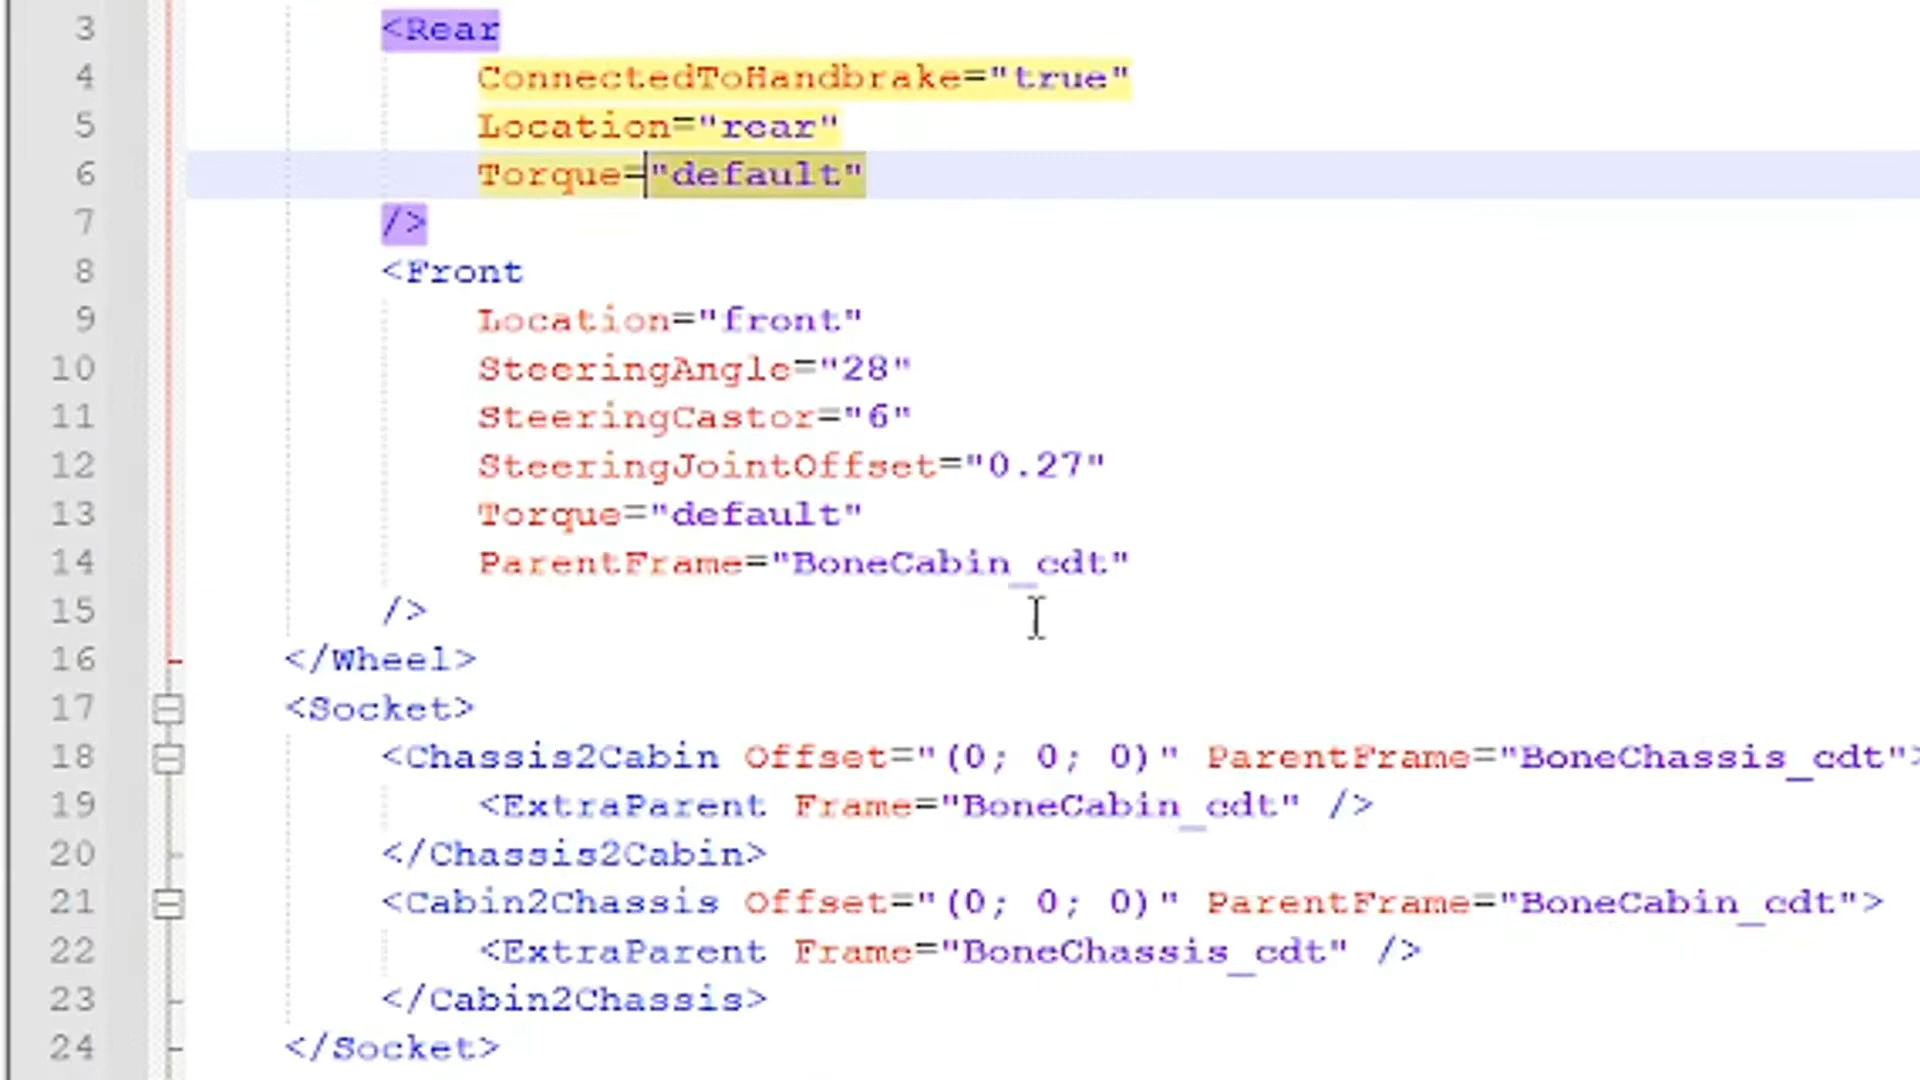 3 <Rear
4 ConnectedToHandbrake="true"
5 Location="rear"
6 Torque="default"
7 />
8 <Front
9 Location="front"
10 SteeringAngle="28"
11 SteeringCastor="6"
12 SteeringJointOffset="0.27"
13 Torque="default"
14 ParentFrame="BoneCabin_cdt"
15 />
16 </Wheel>
17 <Socket>
18 <Chassis2Cabin Offset="(0; 0; 0)" ParentFrame="BoneChassis_cdt">
19 <ExtraParent Frame="BoneCabin_cdt" />
20 </Chassis2Cabin>
21 <Cabin2Chassis Offset="(0; 0; 0)" ParentFrame="BoneCabin_cdt">
22 <ExtraParent Frame="BoneChassis_cdt" />
23 </Cabin2Chassis>
24 </Socket>